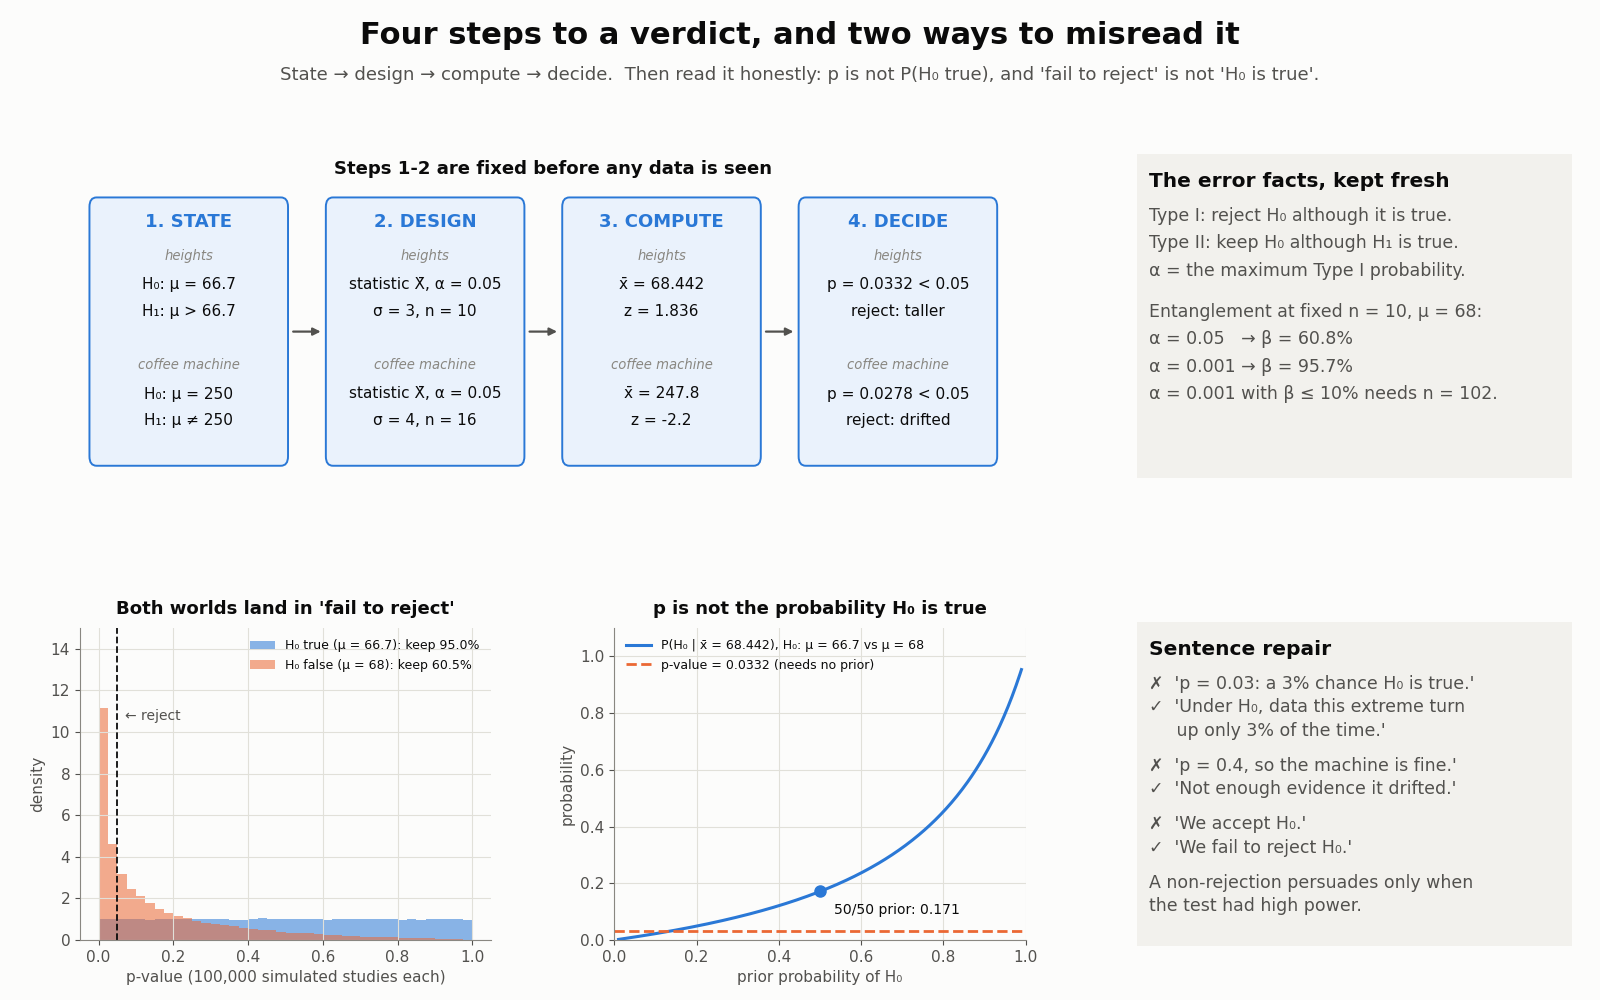 Four steps to a verdict, and two ways to misread it
State → design → compute → decide.  Then read it honestly: p is not P(H₀ true), and 'fail to reject' is not 'H₀ is true'.
Steps 1-2 are fixed before any data is seen
1. STATE
heights
H₀: μ = 66.7
H₁: μ > 66.7
coffee machine
H₀: μ = 250
H₁: μ ≠ 250
2. DESIGN
heights
statistic X̄, α = 0.05
σ = 3, n = 10
coffee machine
statistic X̄, α = 0.05
σ = 4, n = 16
3. COMPUTE
heights
x̄ = 68.442
z = 1.836
coffee machine
x̄ = 247.8
z = -2.2
4. DECIDE
heights
p = 0.0332 < 0.05
reject: taller
coffee machine
p = 0.0278 < 0.05
reject: drifted
The error facts, kept fresh
Type I: reject H₀ although it is true.
Type II: keep H₀ although H₁ is true.
α = the maximum Type I probability.
Entanglement at fixed n = 10, μ = 68:
α = 0.05   → β = 60.8%
α = 0.001 → β = 95.7%
α = 0.001 with β ≤ 10% needs n = 102.
Both worlds land in 'fail to reject'
H₀ true (μ = 66.7): keep 95.0%
H₀ false (μ = 68): keep 60.5%
← reject
density
14
12
10
8
6
4
2
0
0.0 0.2 0.4 0.6 0.8 1.0
p-value (100,000 simulated studies each)
p is not the probability H₀ is true
P(H₀ | x̄ = 68.442), H₀: μ = 66.7 vs μ = 68
p-value = 0.0332 (needs no prior)
50/50 prior: 0.171
probability
1.0
0.8
0.6
0.4
0.2
0.0
0.0 0.2 0.4 0.6 0.8 1.0
prior probability of H₀
Sentence repair
✗  'p = 0.03: a 3% chance H₀ is true.'
✓  'Under H₀, data this extreme turn
up only 3% of the time.'
✗  'p = 0.4, so the machine is fine.'
✓  'Not enough evidence it drifted.'
✗  'We accept H₀.'
✓  'We fail to reject H₀.'
A non-rejection persuades only when
the test had high power.